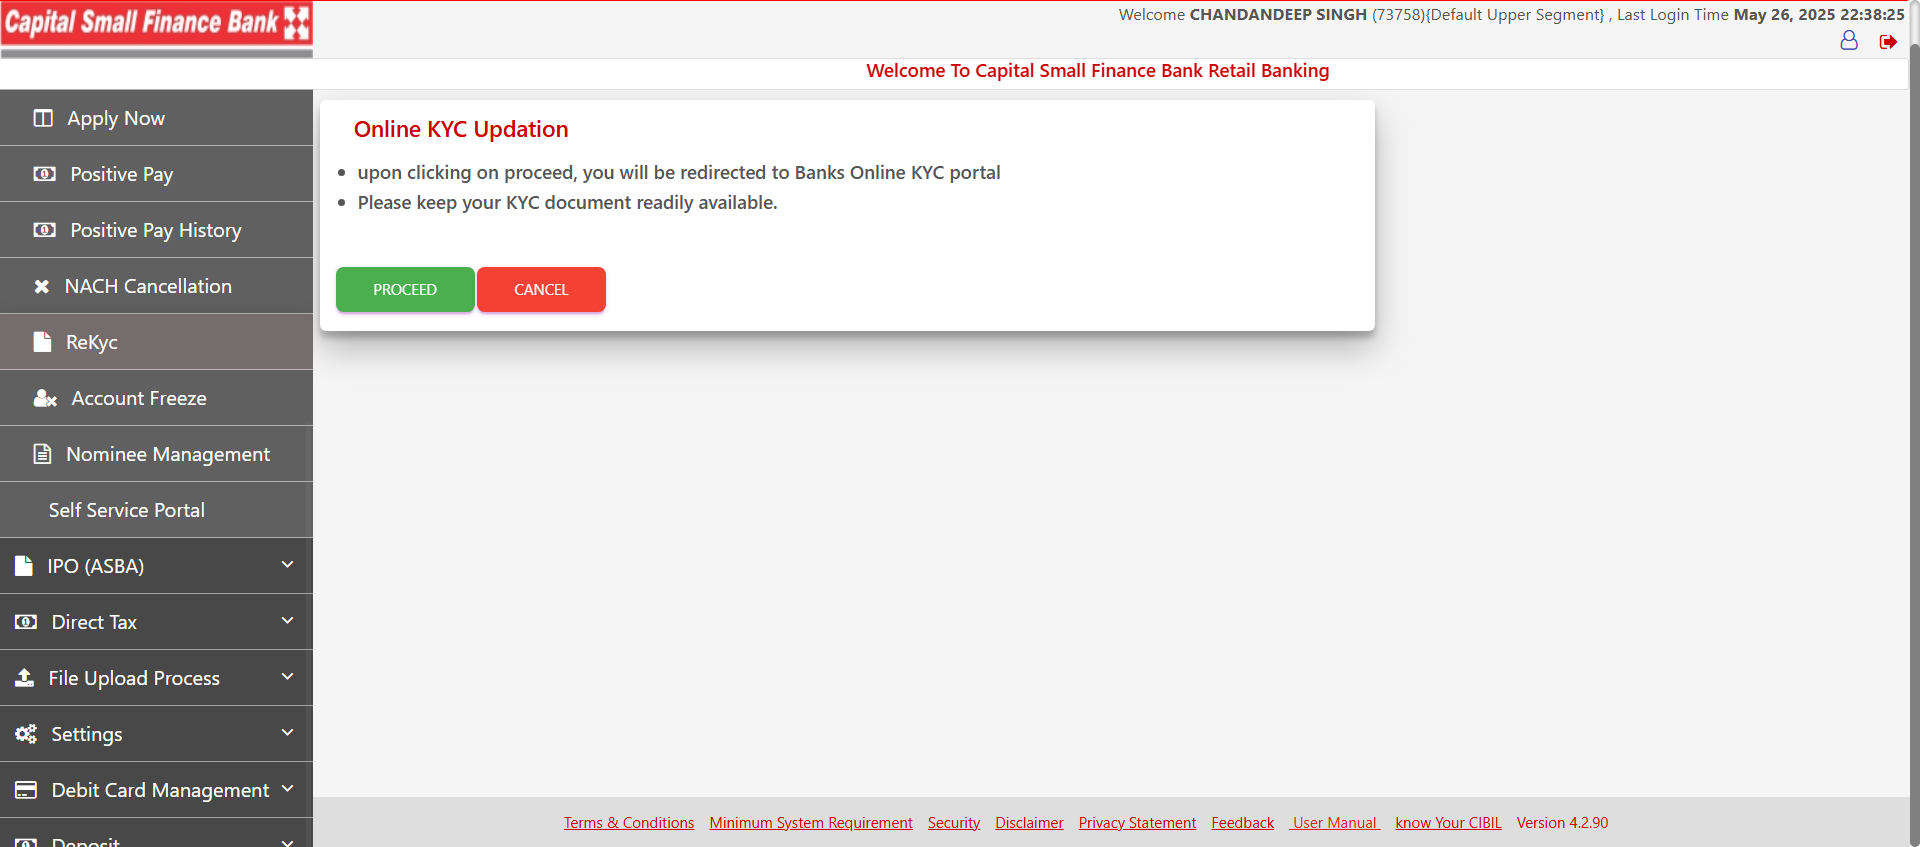 Capital Small Finance Bank
Welcome CHANDANDEEP SINGH (73758){Default Upper Segment} , Last Login Time May 26, 2025 22:38:25
Welcome To Capital Small Finance Bank Retail Banking
Apply Now
Positive Pay
Positive Pay History
NACH Cancellation
ReKyc
Account Freeze
Nominee Management
Self Service Portal
IPO (ASBA)
Direct Tax
File Upload Process
Settings
Debit Card Management
Deposit
Online KYC Updation
upon clicking on proceed, you will be redirected to Banks Online KYC portal
Please keep your KYC document readily available.
PROCEED CANCEL
Terms & Conditions Minimum System Requirement Security Disclaimer Privacy Statement Feedback User Manual know Your CIBIL Version 4.2.90